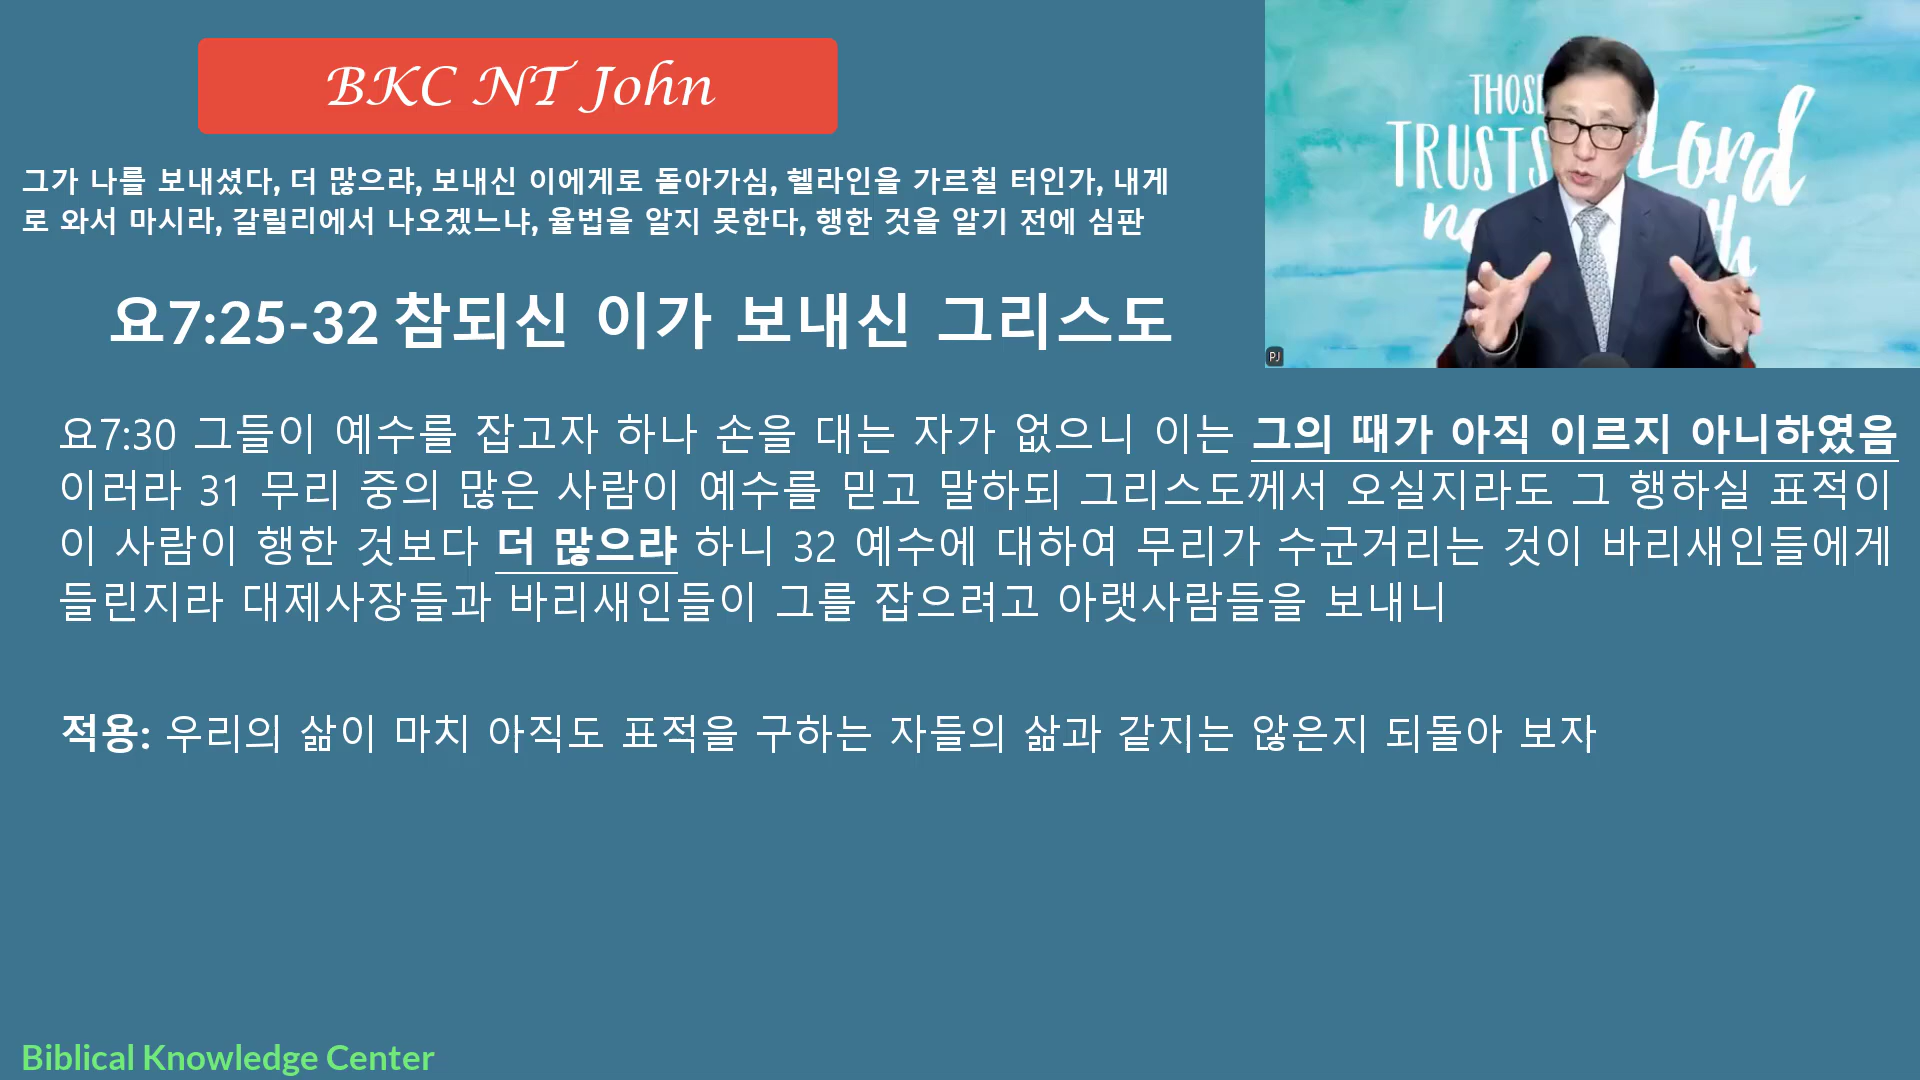 BKC NT John
그가 나를 보내셨다, 더 많으랴, 보내신 이에게로 돌아가심, 헬라인을 가르칠 터인가, 내게
로 와서 마시라, 갈릴리에서 나오겠느냐, 율법을 알지 못한다, 행한 것을 알기 전에 심판
요7:25-32 참되신 이가 보내신 그리스도
THOSE
TRUSTS Lord
PJ
요7:30 그들이 예수를 잡고자 하나 손을 대는 자가 없으니 이는 그의 때가 아직 이르지 아니하였음
이러라 31 무리 중의 많은 사람이 예수를 믿고 말하되 그리스도께서 오실지라도 그 행하실 표적이
이 사람이 행한 것보다 더 많으랴 하니 32 예수에 대하여 무리가 수군거리는 것이 바리새인들에게
들린지라 대제사장들과 바리새인들이 그를 잡으려고 아랫사람들을 보내니
적용: 우리의 삶이 마치 아직도 표적을 구하는 자들의 삶과 같지는 않은지 되돌아 보자
Biblical Knowledge Center